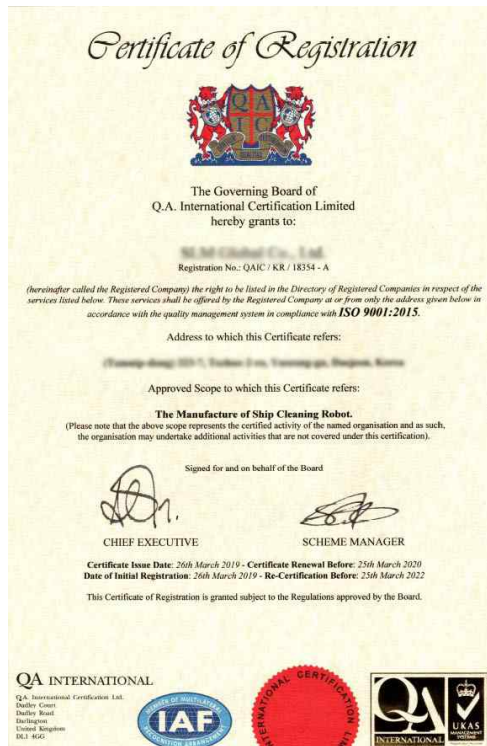 Certificate of Registration
QA
IC
The Governing Board of
Q.A. International Certification Limited
hereby grants to:
Registration No.: QAIC / KR / 18354 - A
(hereinafter called the Registered Company) the right to be listed in the Directory of Registered Companies in respect of the
services listed below. These services shall be offered by the Registered Company at or from only the address given below in
accordance with the quality management system in compliance with ISO 9001:2015.
Address to which this Certificate refers:
Approved Scope to which this Certificate refers:
The Manufacture of Ship Cleaning Robot.
(Please note that the above scope represents the certified activity of the named organisation and as such,
the organisation may undertake additional activities that are not covered under this certification).
Signed for and on behalf of the Board
CHIEF EXECUTIVE
SCHEME MANAGER
Certificate Issue Date: 26th March 2019 - Certificate Renewal Before: 25th March 2020
Date of Initial Registration: 26th March 2019 - Re-Certification Before: 25th March 2022
This Certificate of Registration is granted subject to the Regulations approved by the Board.
QA INTERNATIONAL
Q.A. International Certification Ltd.
Dudley Court
Dudley Road
Darlington
United Kingdom
DL1 4GG
MEMBER OF MULTILATERAL
IAF
RECOGNITION ARRANGEMENT
INTERNATIONAL CERTIFICATION
QA
INTERNATIONAL
UKAS
MANAGEMENT
SYSTEMS